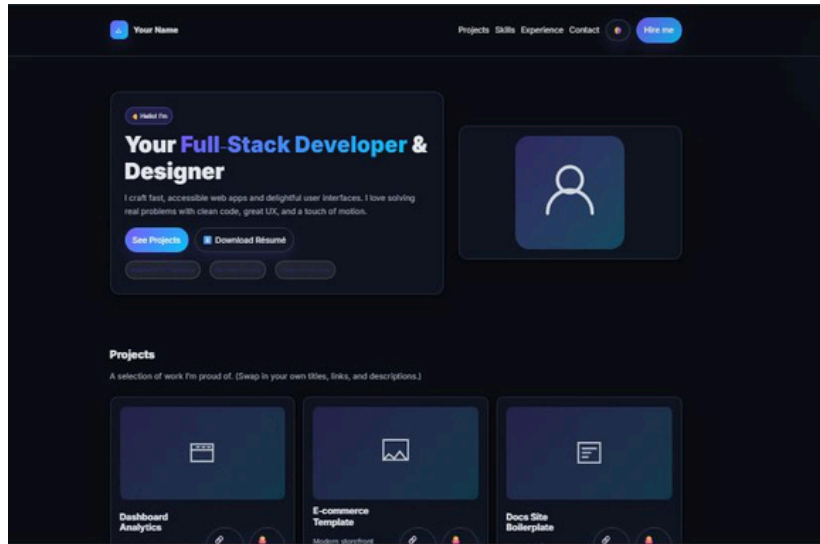 Your Name
Projects Skills Experience Contact
Hire me
Hello! I'm
Your Full-Stack Developer &
Designer
I craft fast, accessible web apps and delightful user interfaces. I love solving
real problems with clean code, great UX, and a touch of motion.
See Projects
Download Résumé
Projects
A selection of work I'm proud of. (Swap in your own titles, links, and descriptions.)
Dashboard
Analytics
E-commerce
Template
Modern storefront
Docs Site
Boilerplate